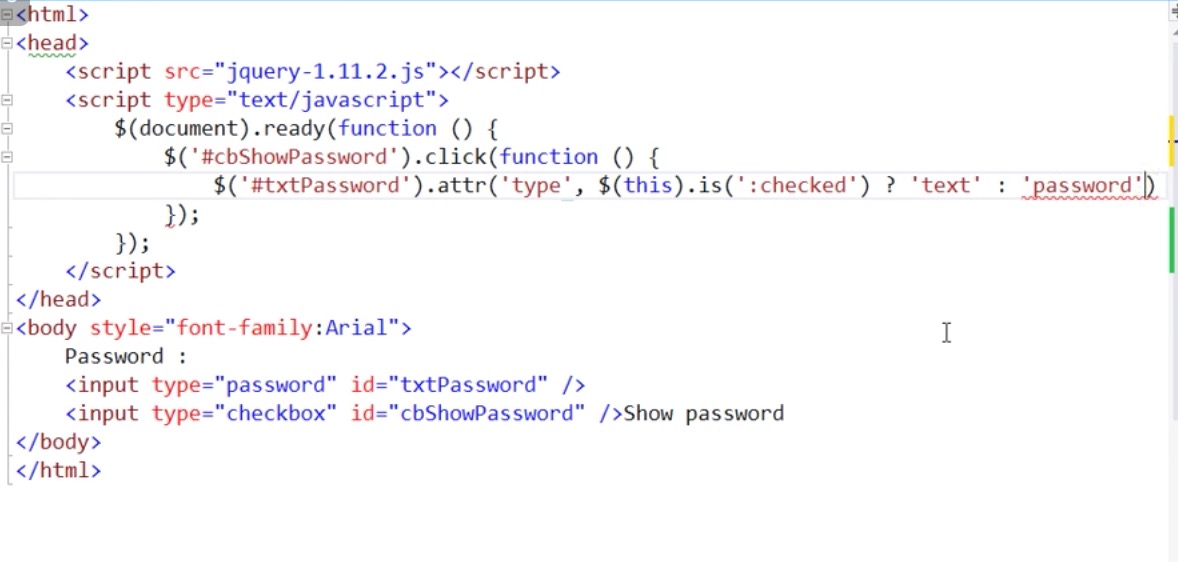 <html>
<head>
    <script src="jquery-1.11.2.js"></script>
    <script type="text/javascript">
        $(document).ready(function () {
            $('#cbShowPassword').click(function () {
                $('#txtPassword').attr('type', $(this).is(':checked') ? 'text' : 'password')
            });
        });
    </script>
</head>
<body style="font-family:Arial">
    Password :
    <input type="password" id="txtPassword" />
    <input type="checkbox" id="cbShowPassword" />Show password
</body>
</html>